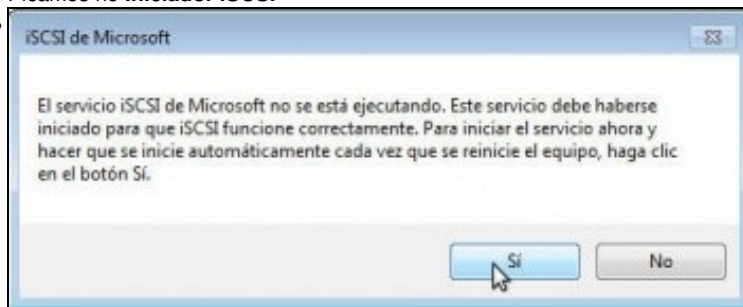 iSCSI de Microsoft
El servicio iSCSI de Microsoft no se está ejecutando. Este servicio debe haberse
iniciado para que iSCSI funcione correctamente. Para iniciar el servicio ahora y
hacer que se inicie automáticamente cada vez que se reinicie el equipo, haga clic
en el botón Sí.
Sí
No